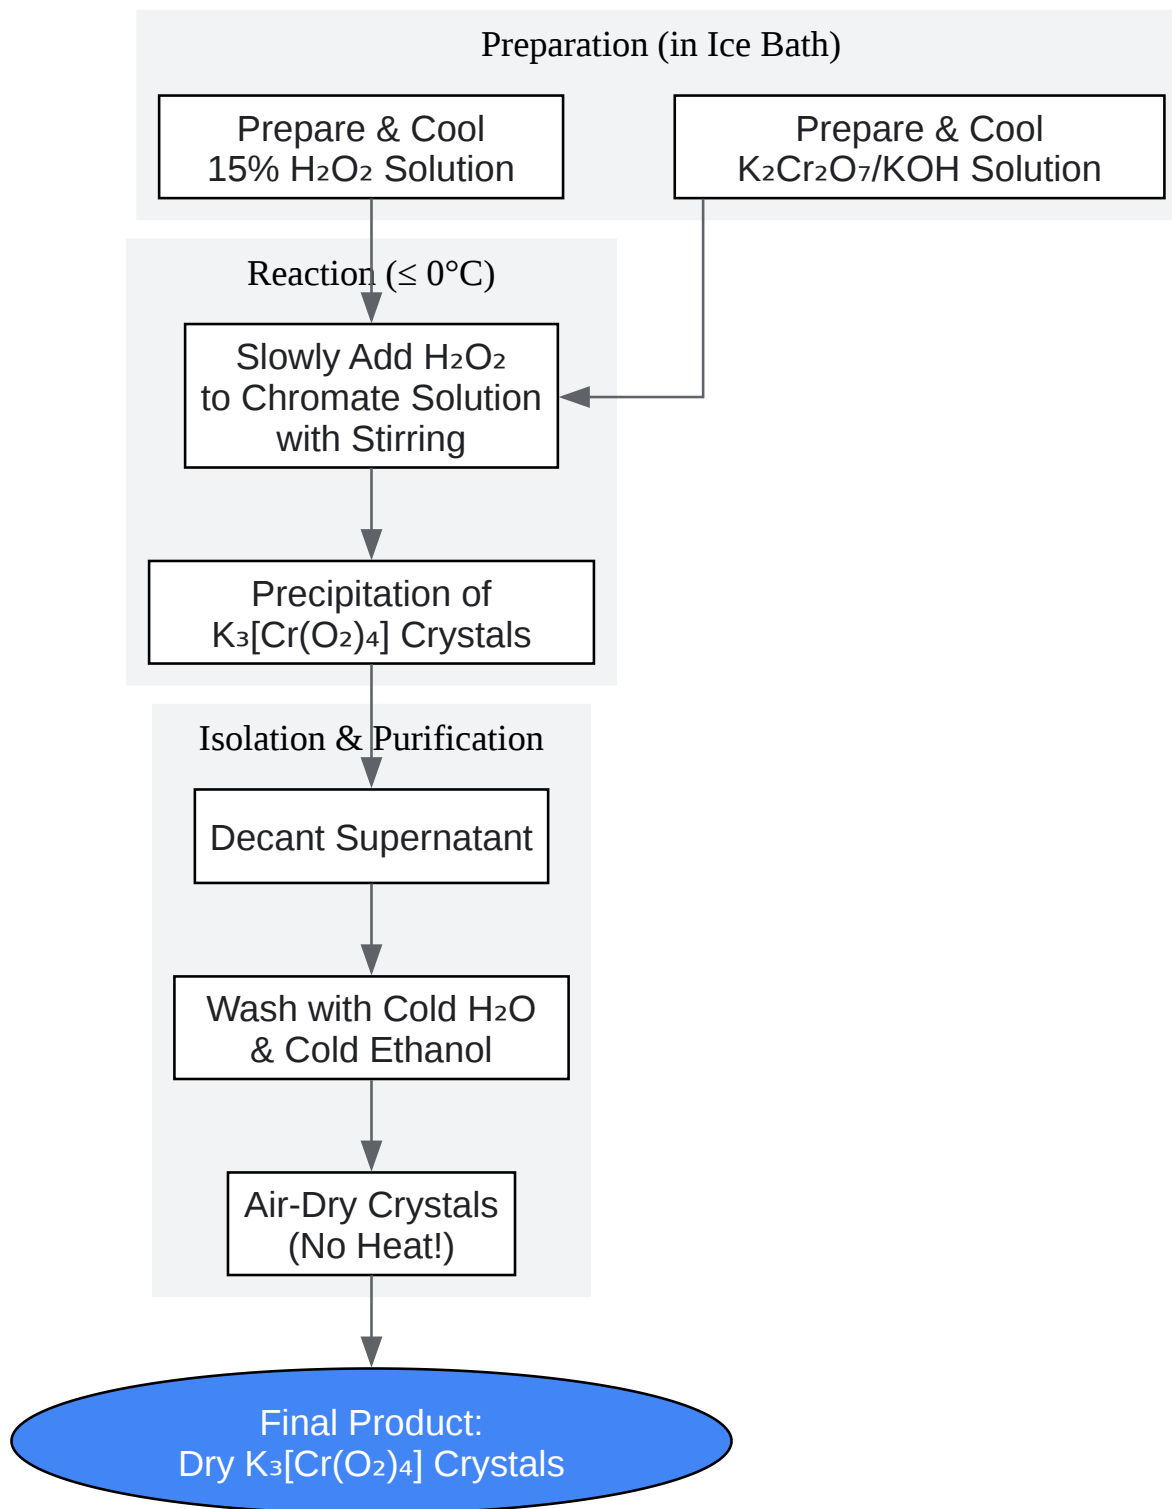 Preparation (in Ice Bath)
Prepare & Cool
15% H₂O₂ Solution
Prepare & Cool
K₂Cr₂O₇/KOH Solution
Reaction (≤ 0°C)
Slowly Add H₂O₂
to Chromate Solution
with Stirring
Precipitation of
K₃[Cr(O₂)₄] Crystals
Isolation & Purification
Decant Supernatant
Wash with Cold H₂O
& Cold Ethanol
Air-Dry Crystals
(No Heat!)
Final Product:
Dry K₃[Cr(O₂)₄] Crystals